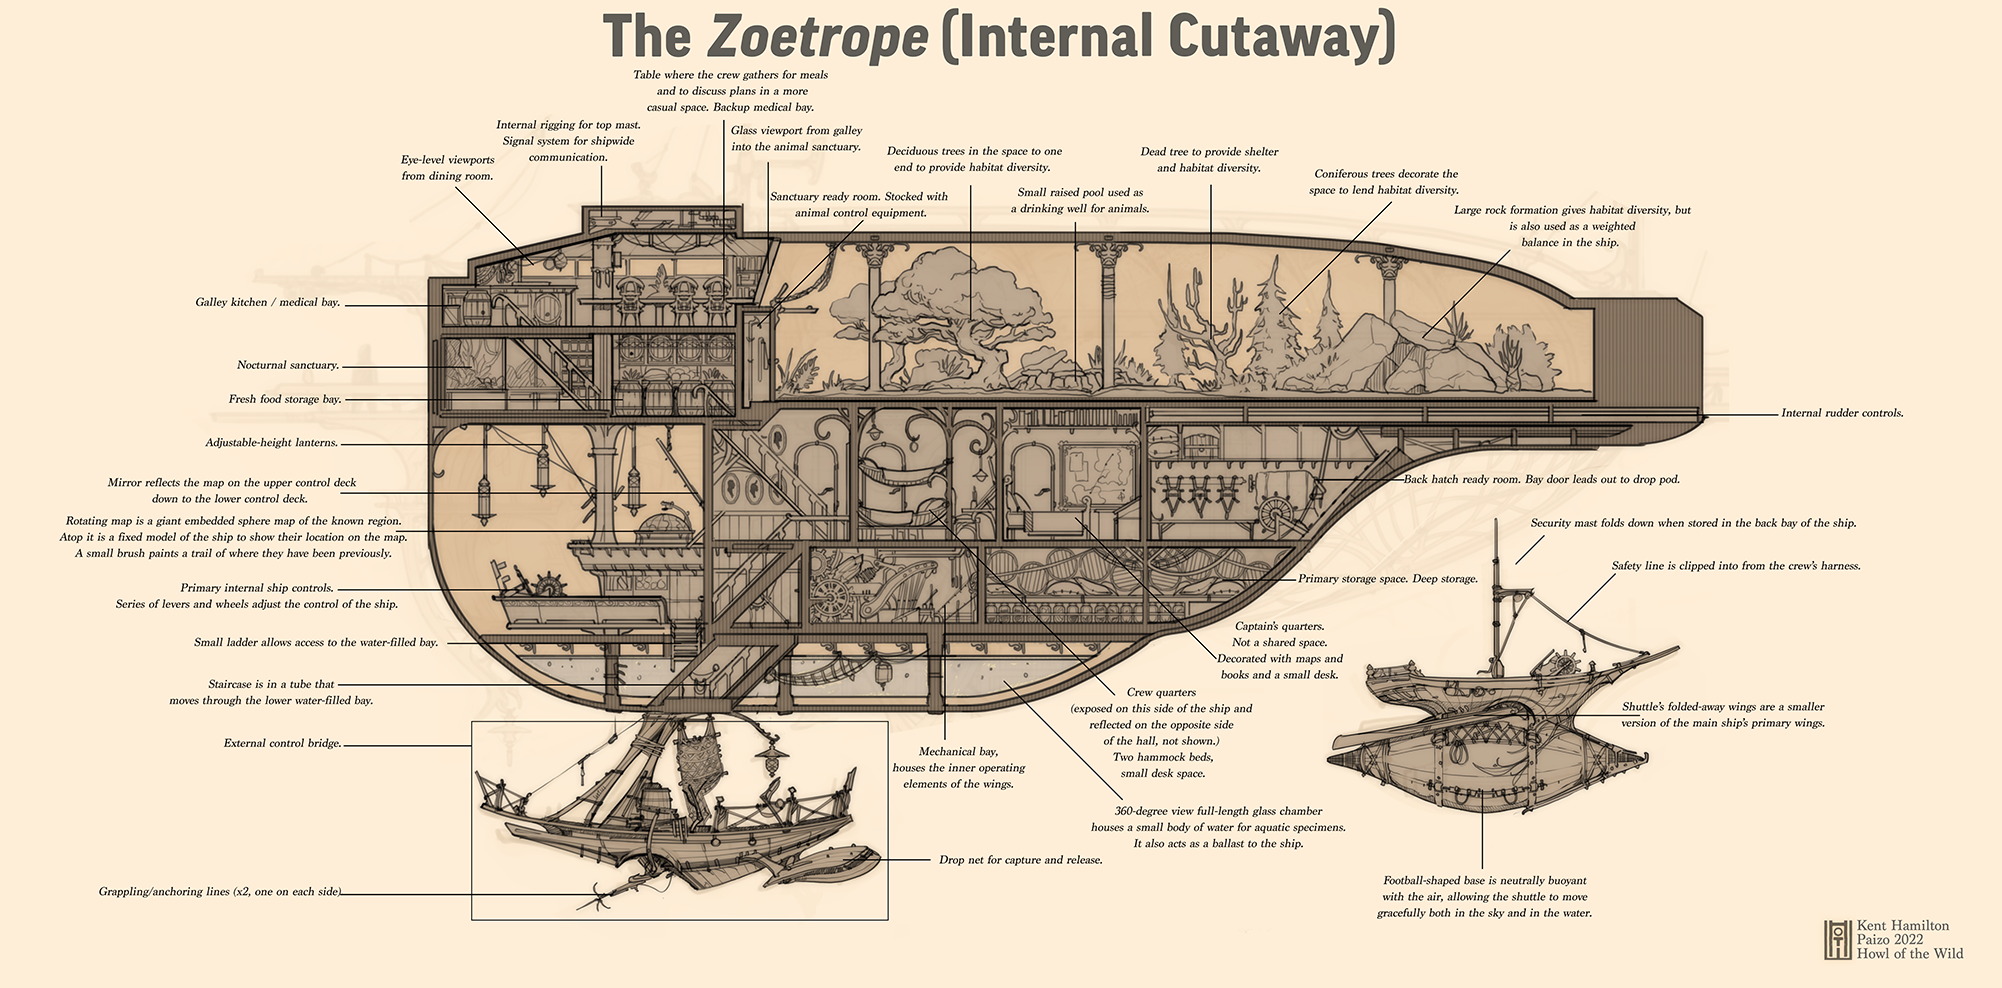 The Zoetrope (Internal Cutaway)
Table where the crew gathers for meals
and to discuss plans in a more
casual space. Backup medical bay.
Internal rigging for top mast.
Signal system for shipwide
communication.
Glass viewport from galley
into the animal sanctuary.
Eye-level viewports
from dining room.
Deciduous trees in the space to one
end to provide habitat diversity.
Dead tree to provide shelter
and habitat diversity.
Coniferous trees decorate the
space to lend habitat diversity.
Sanctuary ready room. Stocked with
animal control equipment.
Small raised pool used as
a drinking well for animals.
Large rock formation gives habitat diversity, but
is also used as a weighted
balance in the ship.
Galley kitchen / medical bay.
Nocturnal sanctuary.
Fresh food storage bay.
Internal rudder controls.
Adjustable-height lanterns.
Mirror reflects the map on the upper control deck
down to the lower control deck.
Back hatch ready room. Bay door leads out to drop pod.
Rotating map is a giant embedded sphere map of the known region.
Atop it is a fixed model of the ship to show their location on the map.
A small brush paints a trail of where they have been previously.
Security mast folds down when stored in the back bay of the ship.
Safety line is clipped into from the crew's harness.
Primary storage space. Deep storage.
Primary internal ship controls.
Series of levers and wheels adjust the control of the ship.
Captain's quarters.
Not a shared space.
Decorated with maps and
books and a small desk.
Small ladder allows access to the water-filled bay.
Staircase is in a tube that
moves through the lower water-filled bay.
Crew quarters
(exposed on this side of the ship and
reflected on the opposite side
of the hall, not shown.)
Two hammock beds,
small desk space.
Shuttle's folded-away wings are a smaller
version of the main ship's primary wings.
External control bridge.
Mechanical bay,
houses the inner operating
elements of the wings.
360-degree view full-length glass chamber
houses a small body of water for aquatic specimens.
It also acts as a ballast to the ship.
Drop net for capture and release.
Grappling/anchoring lines (x2, one on each side)
Football-shaped base is neutrally buoyant
with the air, allowing the shuttle to move
gracefully both in the sky and in the water.
Kent Hamilton
Paizo 2022
Howl of the Wild